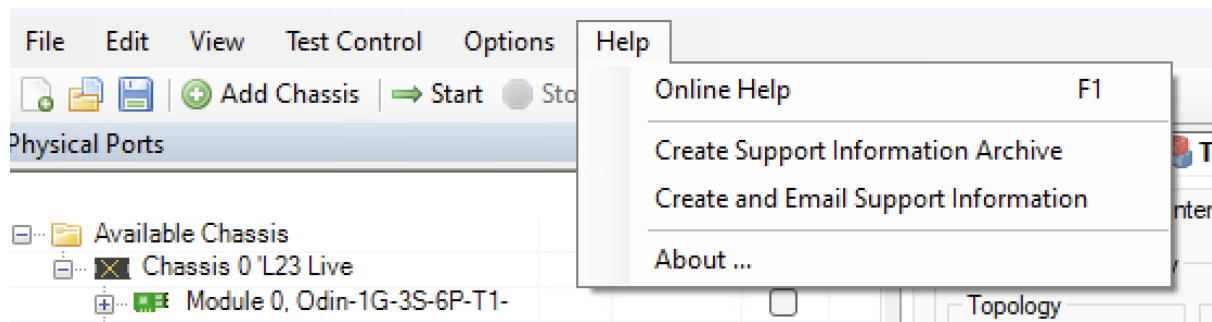 File Edit View Test Control Options Help
Add Chassis Start
Online Help F1
Physical Ports
Create Support Information Archive
Create and Email Support Information
Available Chassis
About ...
Chassis 0 'L23 Live
Module 0, Odin-1G-3S-6P-T1-
Topology